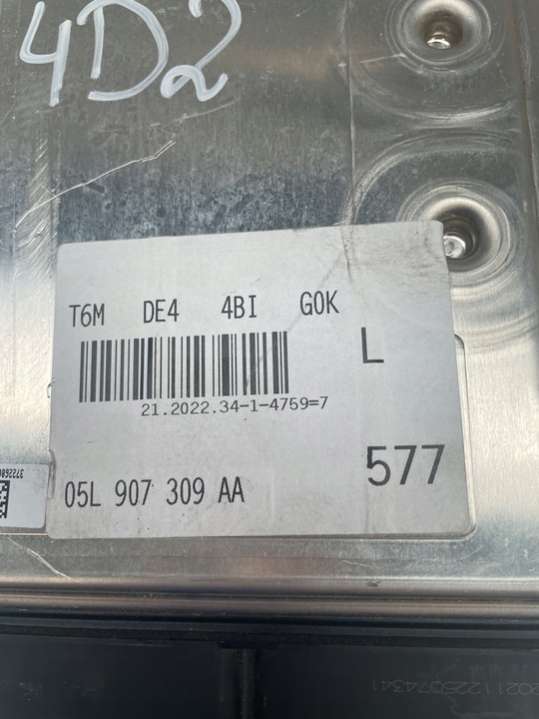 4D2
T6M DE4 4BI G0K
L
21.2022.34-1-4759=7
577
05L 907 309 AA